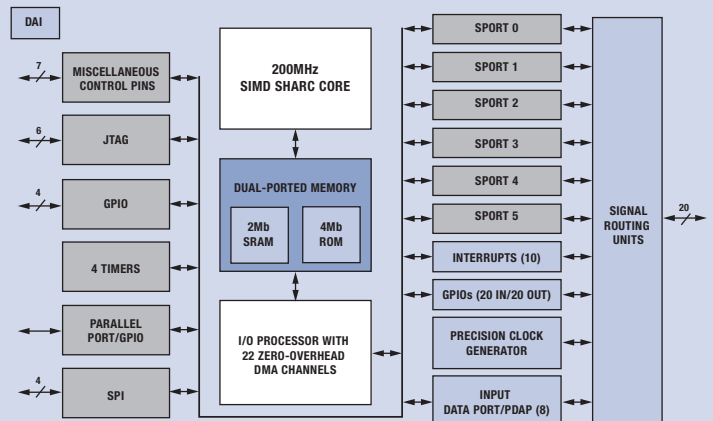 DAI
7
MISCELLANEOUS
CONTROL PINS
6
JTAG
4
GPIO
4 TIMERS
PARALLEL
PORT/GPIO
4
SPI
200MHz
SIMD SHARC CORE
DUAL-PORTED MEMORY
2Mb
SRAM
4Mb
ROM
I/O PROCESSOR WITH
22 ZERO-OVERHEAD
DMA CHANNELS
SPORT 0
SPORT 1
SPORT 2
SPORT 3
SPORT 4
SPORT 5
INTERRUPTS (10)
GPIOs (20 IN/20 OUT)
PRECISION CLOCK
GENERATOR
INPUT
DATA PORT/PDAP (8)
SIGNAL
ROUTING
UNITS
20